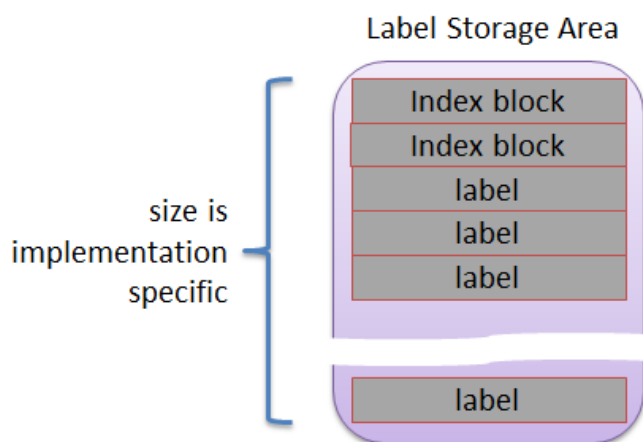 Label Storage Area
Index block
Index block
label
label
label
size is
implementation
specific
label